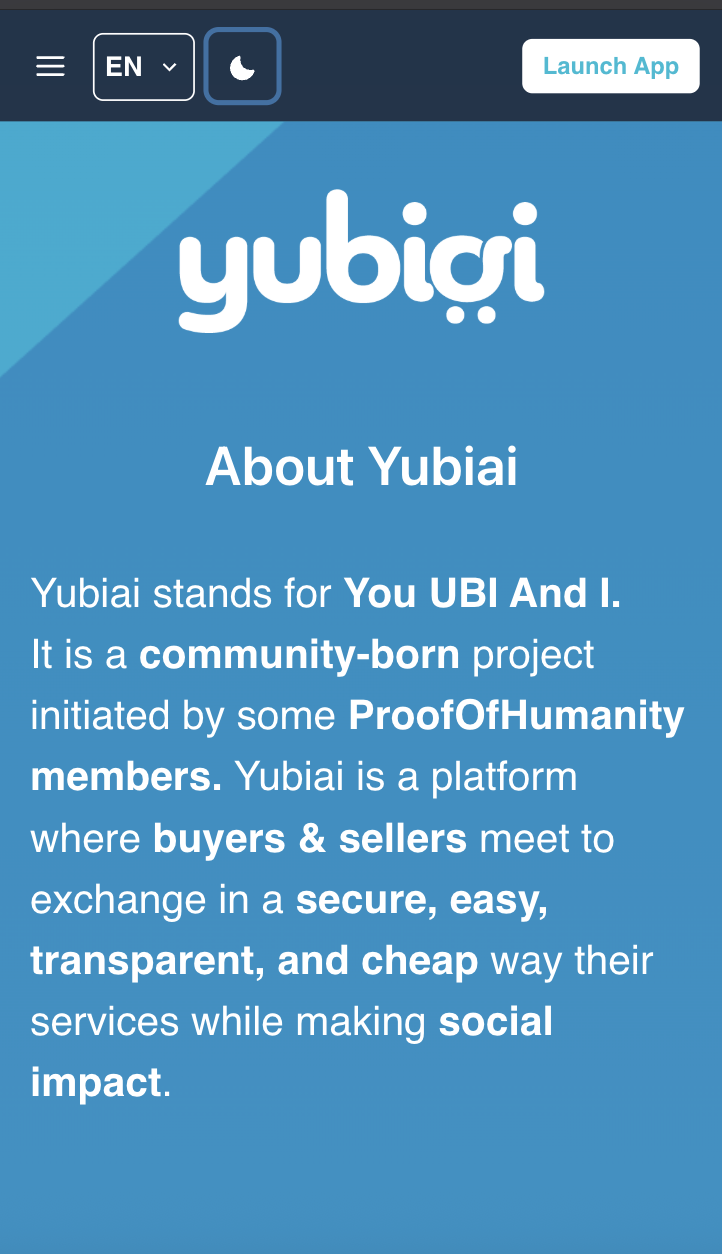 EN
Launch App
yubiai
About Yubiai
Yubiai stands for You UBI And I.
It is a community-born project
initiated by some ProofOfHumanity
members. Yubiai is a platform
where buyers & sellers meet to
exchange in a secure, easy,
transparent, and cheap way their
services while making social
impact.